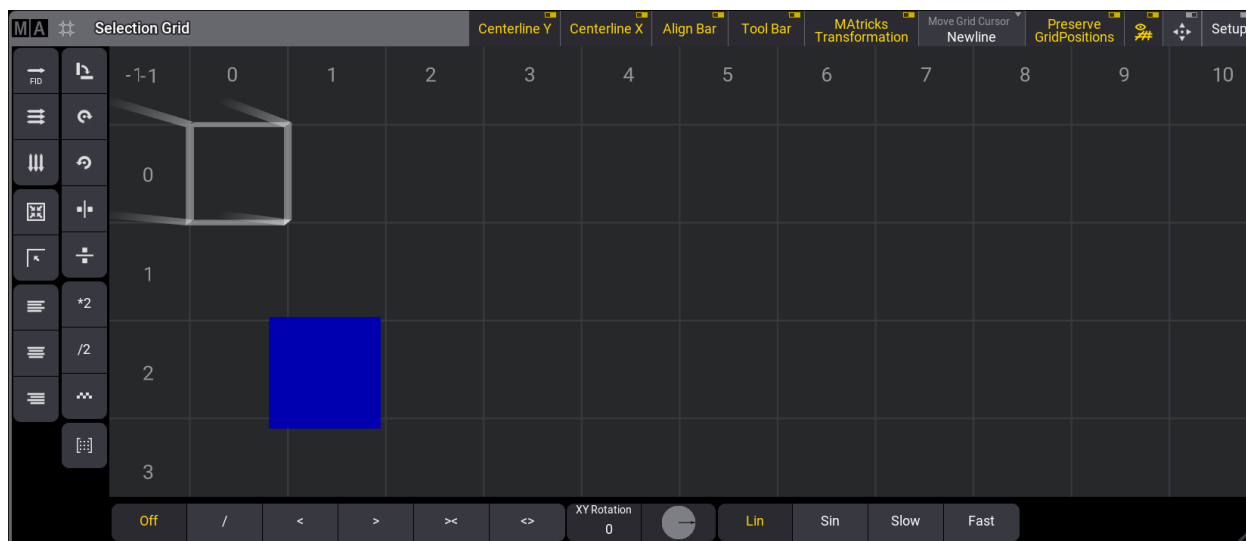 MA Selection Grid Centerline Y Centerline X Align Bar Tool Bar MAtricks Transformation Move Grid Cursor Newline Preserve GridPositions Setup
FID
-1 -1 0 1 2 3 4 5 6 7 8 9 10
0
1
*2
/2
2
3
Off / < > >< <> XY Rotation 0 Lin Sin Slow Fast